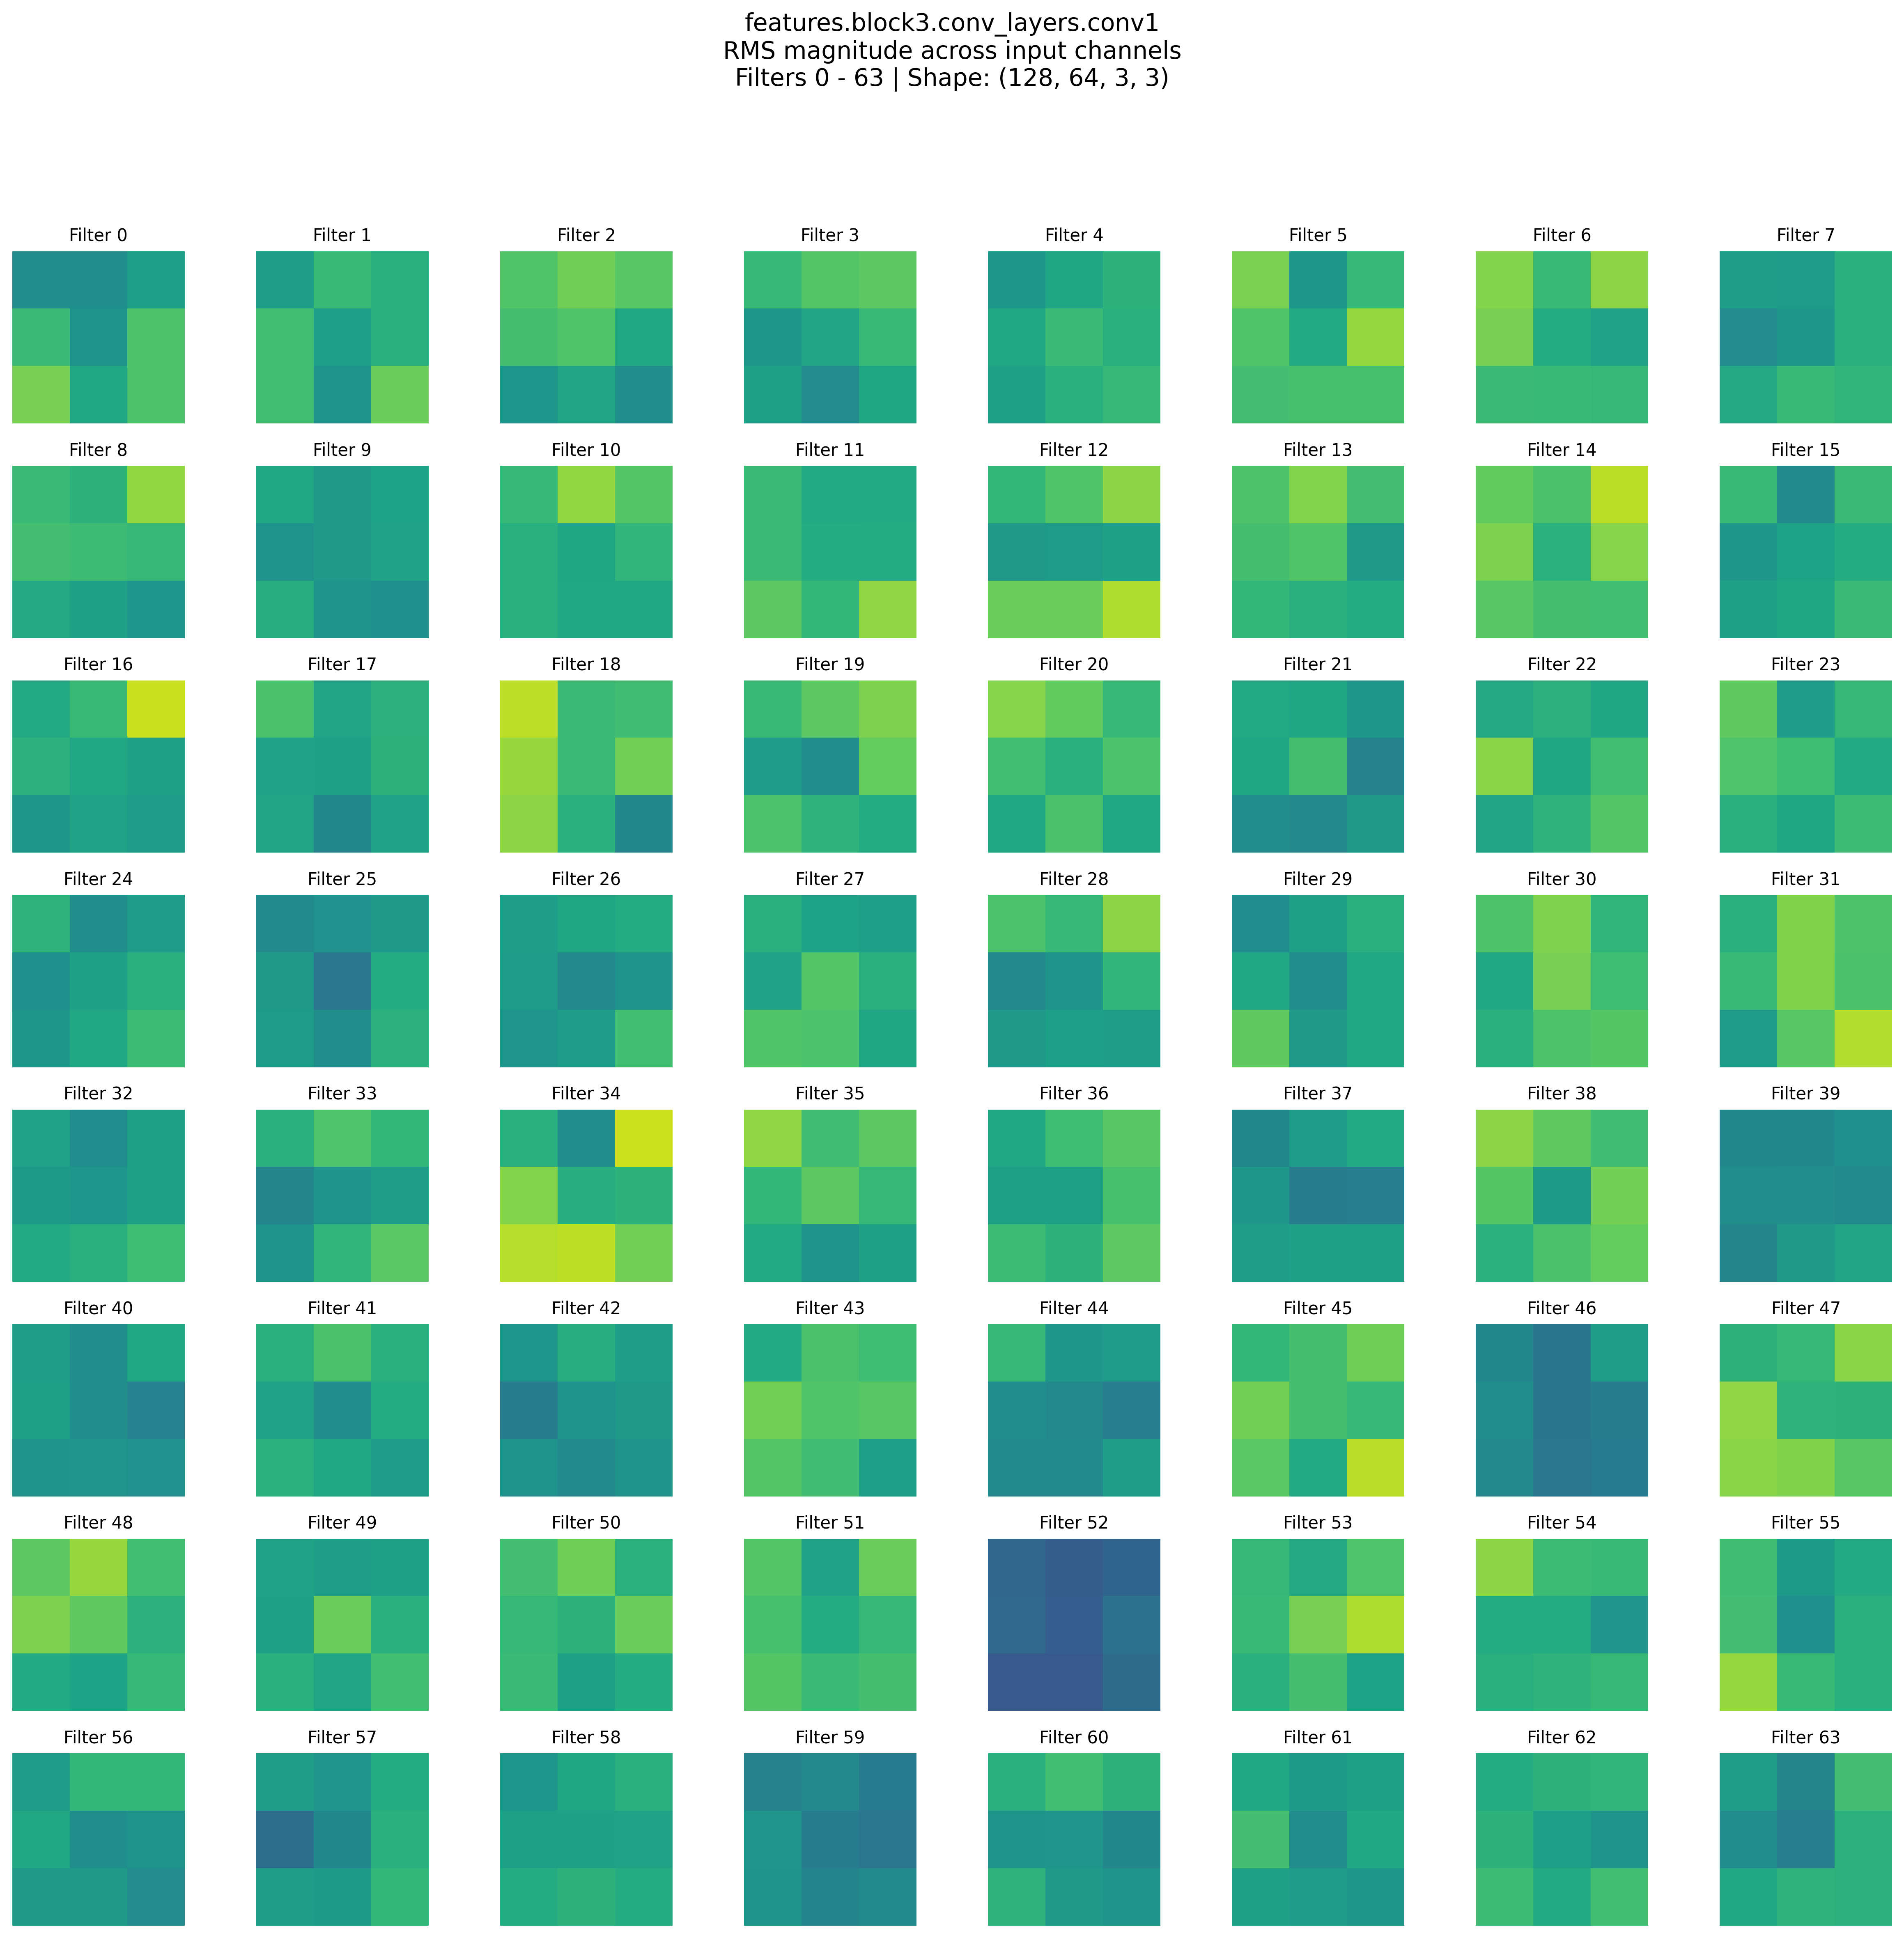 features.block3.conv_layers.conv1
RMS magnitude across input channels
Filters 0 - 63 | Shape: (128, 64, 3, 3)
Filter 0 Filter 1 Filter 2 Filter 3 Filter 4 Filter 5 Filter 6 Filter 7
Filter 8 Filter 9 Filter 10 Filter 11 Filter 12 Filter 13 Filter 14 Filter 15
Filter 16 Filter 17 Filter 18 Filter 19 Filter 20 Filter 21 Filter 22 Filter 23
Filter 24 Filter 25 Filter 26 Filter 27 Filter 28 Filter 29 Filter 30 Filter 31
Filter 32 Filter 33 Filter 34 Filter 35 Filter 36 Filter 37 Filter 38 Filter 39
Filter 40 Filter 41 Filter 42 Filter 43 Filter 44 Filter 45 Filter 46 Filter 47
Filter 48 Filter 49 Filter 50 Filter 51 Filter 52 Filter 53 Filter 54 Filter 55
Filter 56 Filter 57 Filter 58 Filter 59 Filter 60 Filter 61 Filter 62 Filter 63